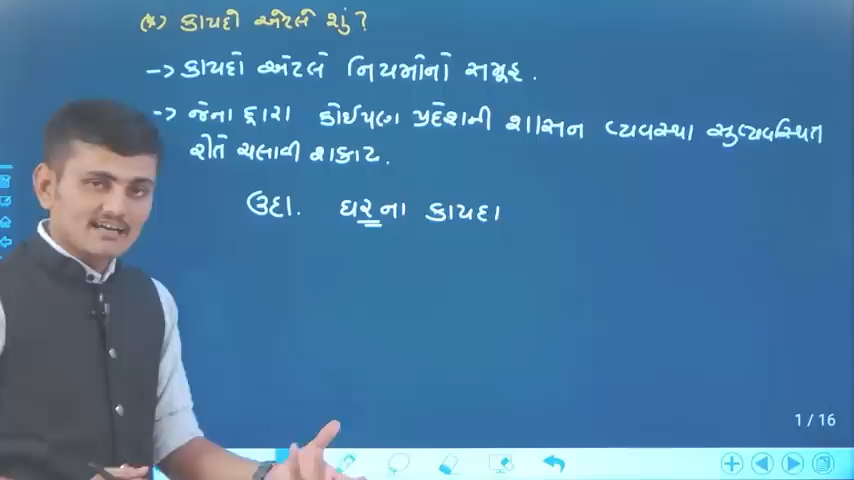 (*) કાયદો એટલે શું?
-> કાયદો એટલે નિયમોનો સમૂહ.
-> જેના દ્વારા કોઈપણ પ્રદેશની શાસન વ્યવસ્થા સુવ્યવસ્થિત
રીતે ચલાવી શકાય.
ઉદા. ઘરના કાયદા
1 / 16